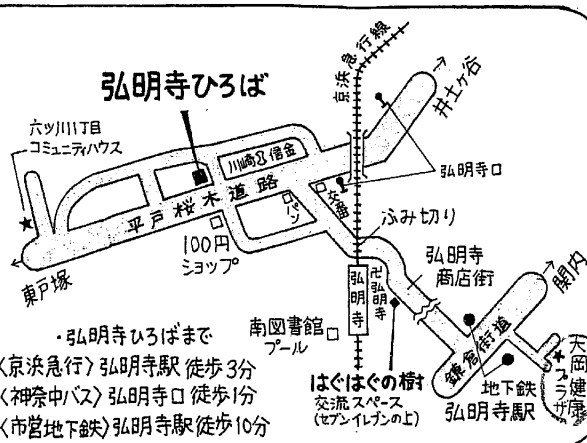 京浜急行線
井土ヶ谷
弘明寺ひろば
六ツ川1丁目
コミュニティハウス
川崎信金
弘明寺口
平戸桜木道路
パン
交番
ふみ切り
100円
ショップ
東戸塚
弘明寺
商店街
関内
弘明寺
卍弘明寺
・弘明寺ひろばまで
南図書館
プール
鎌倉街道
〈京浜急行〉弘明寺駅 徒歩3分
はぐはぐの樹
交流スペース
(セブンイレブンの上)
地下鉄
弘明寺駅
大岡健康プラザ
〈神奈中バス〉弘明寺口 徒歩1分
〈市営地下鉄〉弘明寺駅 徒歩10分